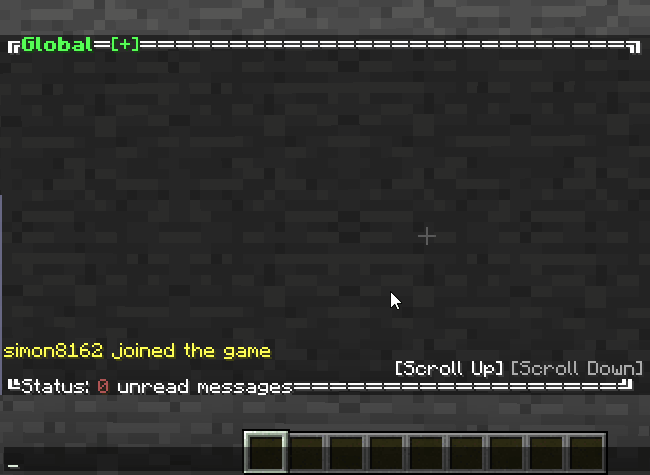 ╔Global═[+]══════════════════════════════════╗
simon8162 joined the game
[Scroll Up] [Scroll Down]
╚Status: 0 unread messages═══════════════════════╝
_